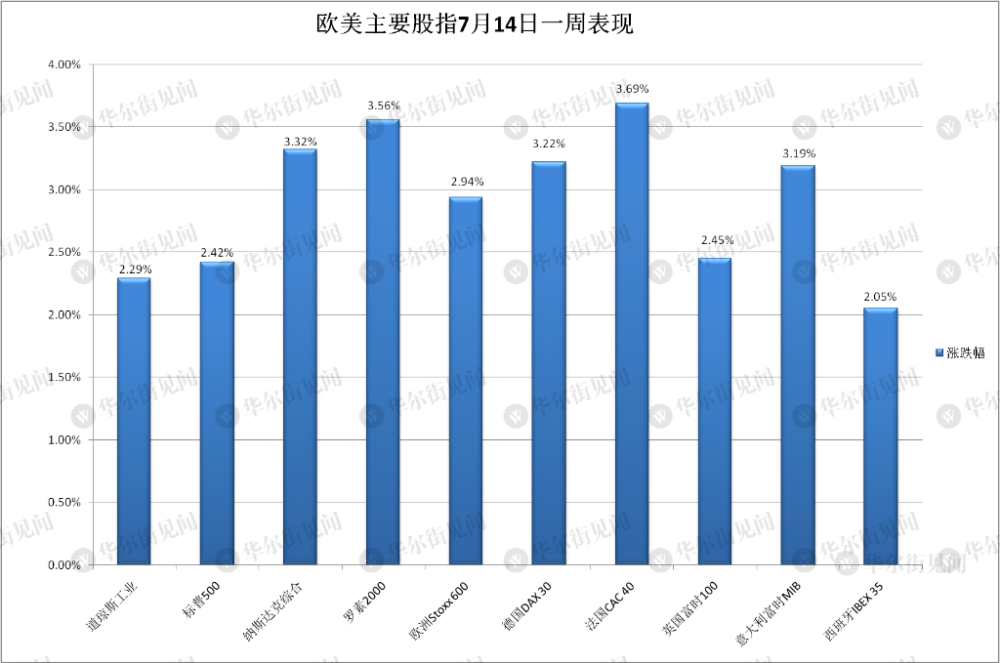 欧美主要股指7月14日一周表现
4.00%
3.50%
3.00%
2.50%
2.00%
1.50%
1.00%
0.50%
0.00%
2.29%
2.42%
3.32%
3.56%
2.94%
3.22%
3.69%
2.45%
3.19%
2.05%
道琼斯工业
标普500
纳斯达克综合
罗素2000
欧洲Stoxx 600
德国DAX 30
法国CAC 40
英国富时100
意大利富时MIB
西班牙IBEX 35
涨跌幅
华尔街见闻